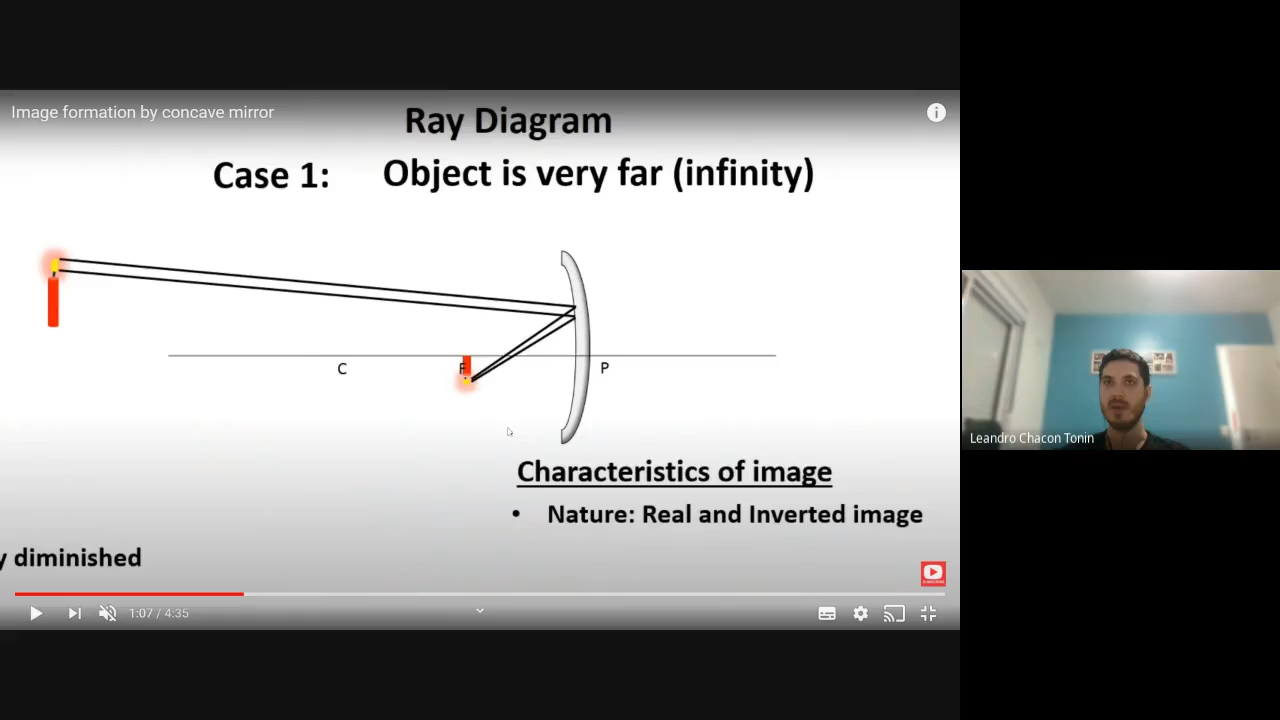 Image formation by concave mirror
Ray Diagram
Case 1: Object is very far (infinity)
C
F
P
Characteristics of image
• Nature: Real and Inverted image
y diminished
1:07 / 4:35
Leandro Chacon Tonin